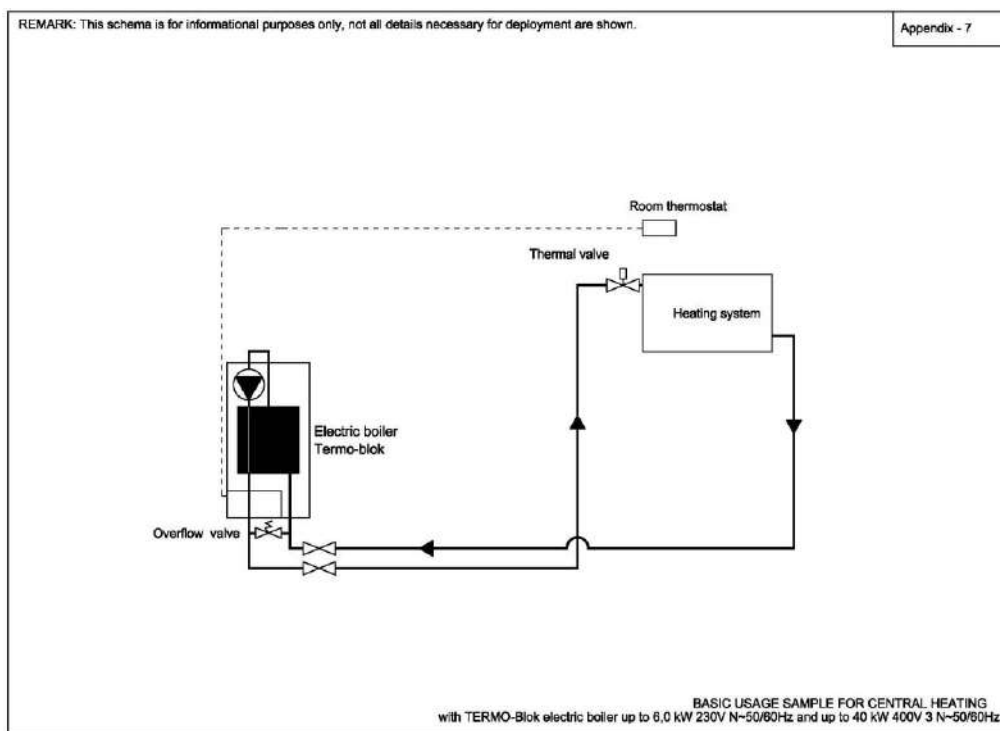 REMARK: This schema is for informational purposes only, not all details necessary for deployment are shown.
Appendix - 7
Room thermostat
Thermal valve
Heating system
Electric boiler
Termo-blok
Overflow valve
BASIC USAGE SAMPLE FOR CENTRAL HEATING
with TERMO-Blok electric boiler up to 6,0 kW 230V N~50/60Hz and up to 40 kW 400V 3 N~50/60Hz